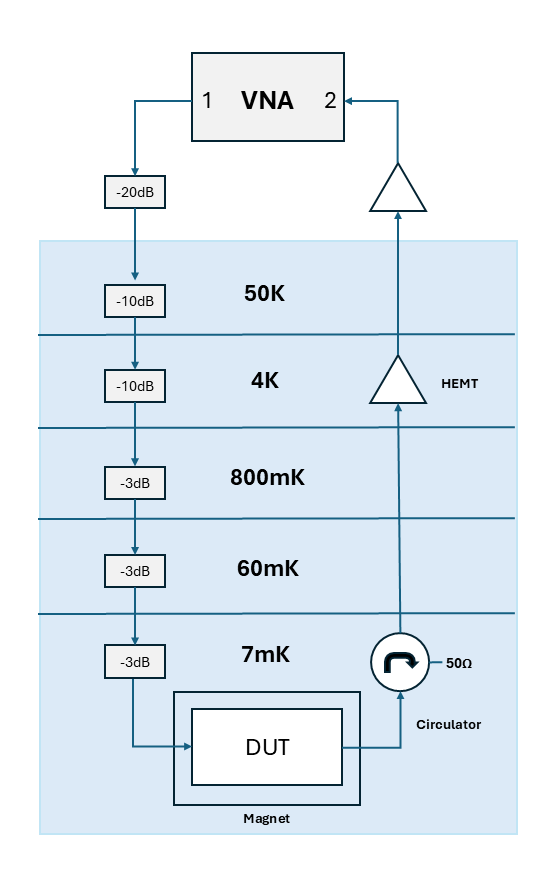 1 VNA 2
-20dB
-10dB
50K
-10dB
4K
HEMT
-3dB
800mK
-3dB
60mK
-3dB
7mK
50Ω
Circulator
DUT
Magnet